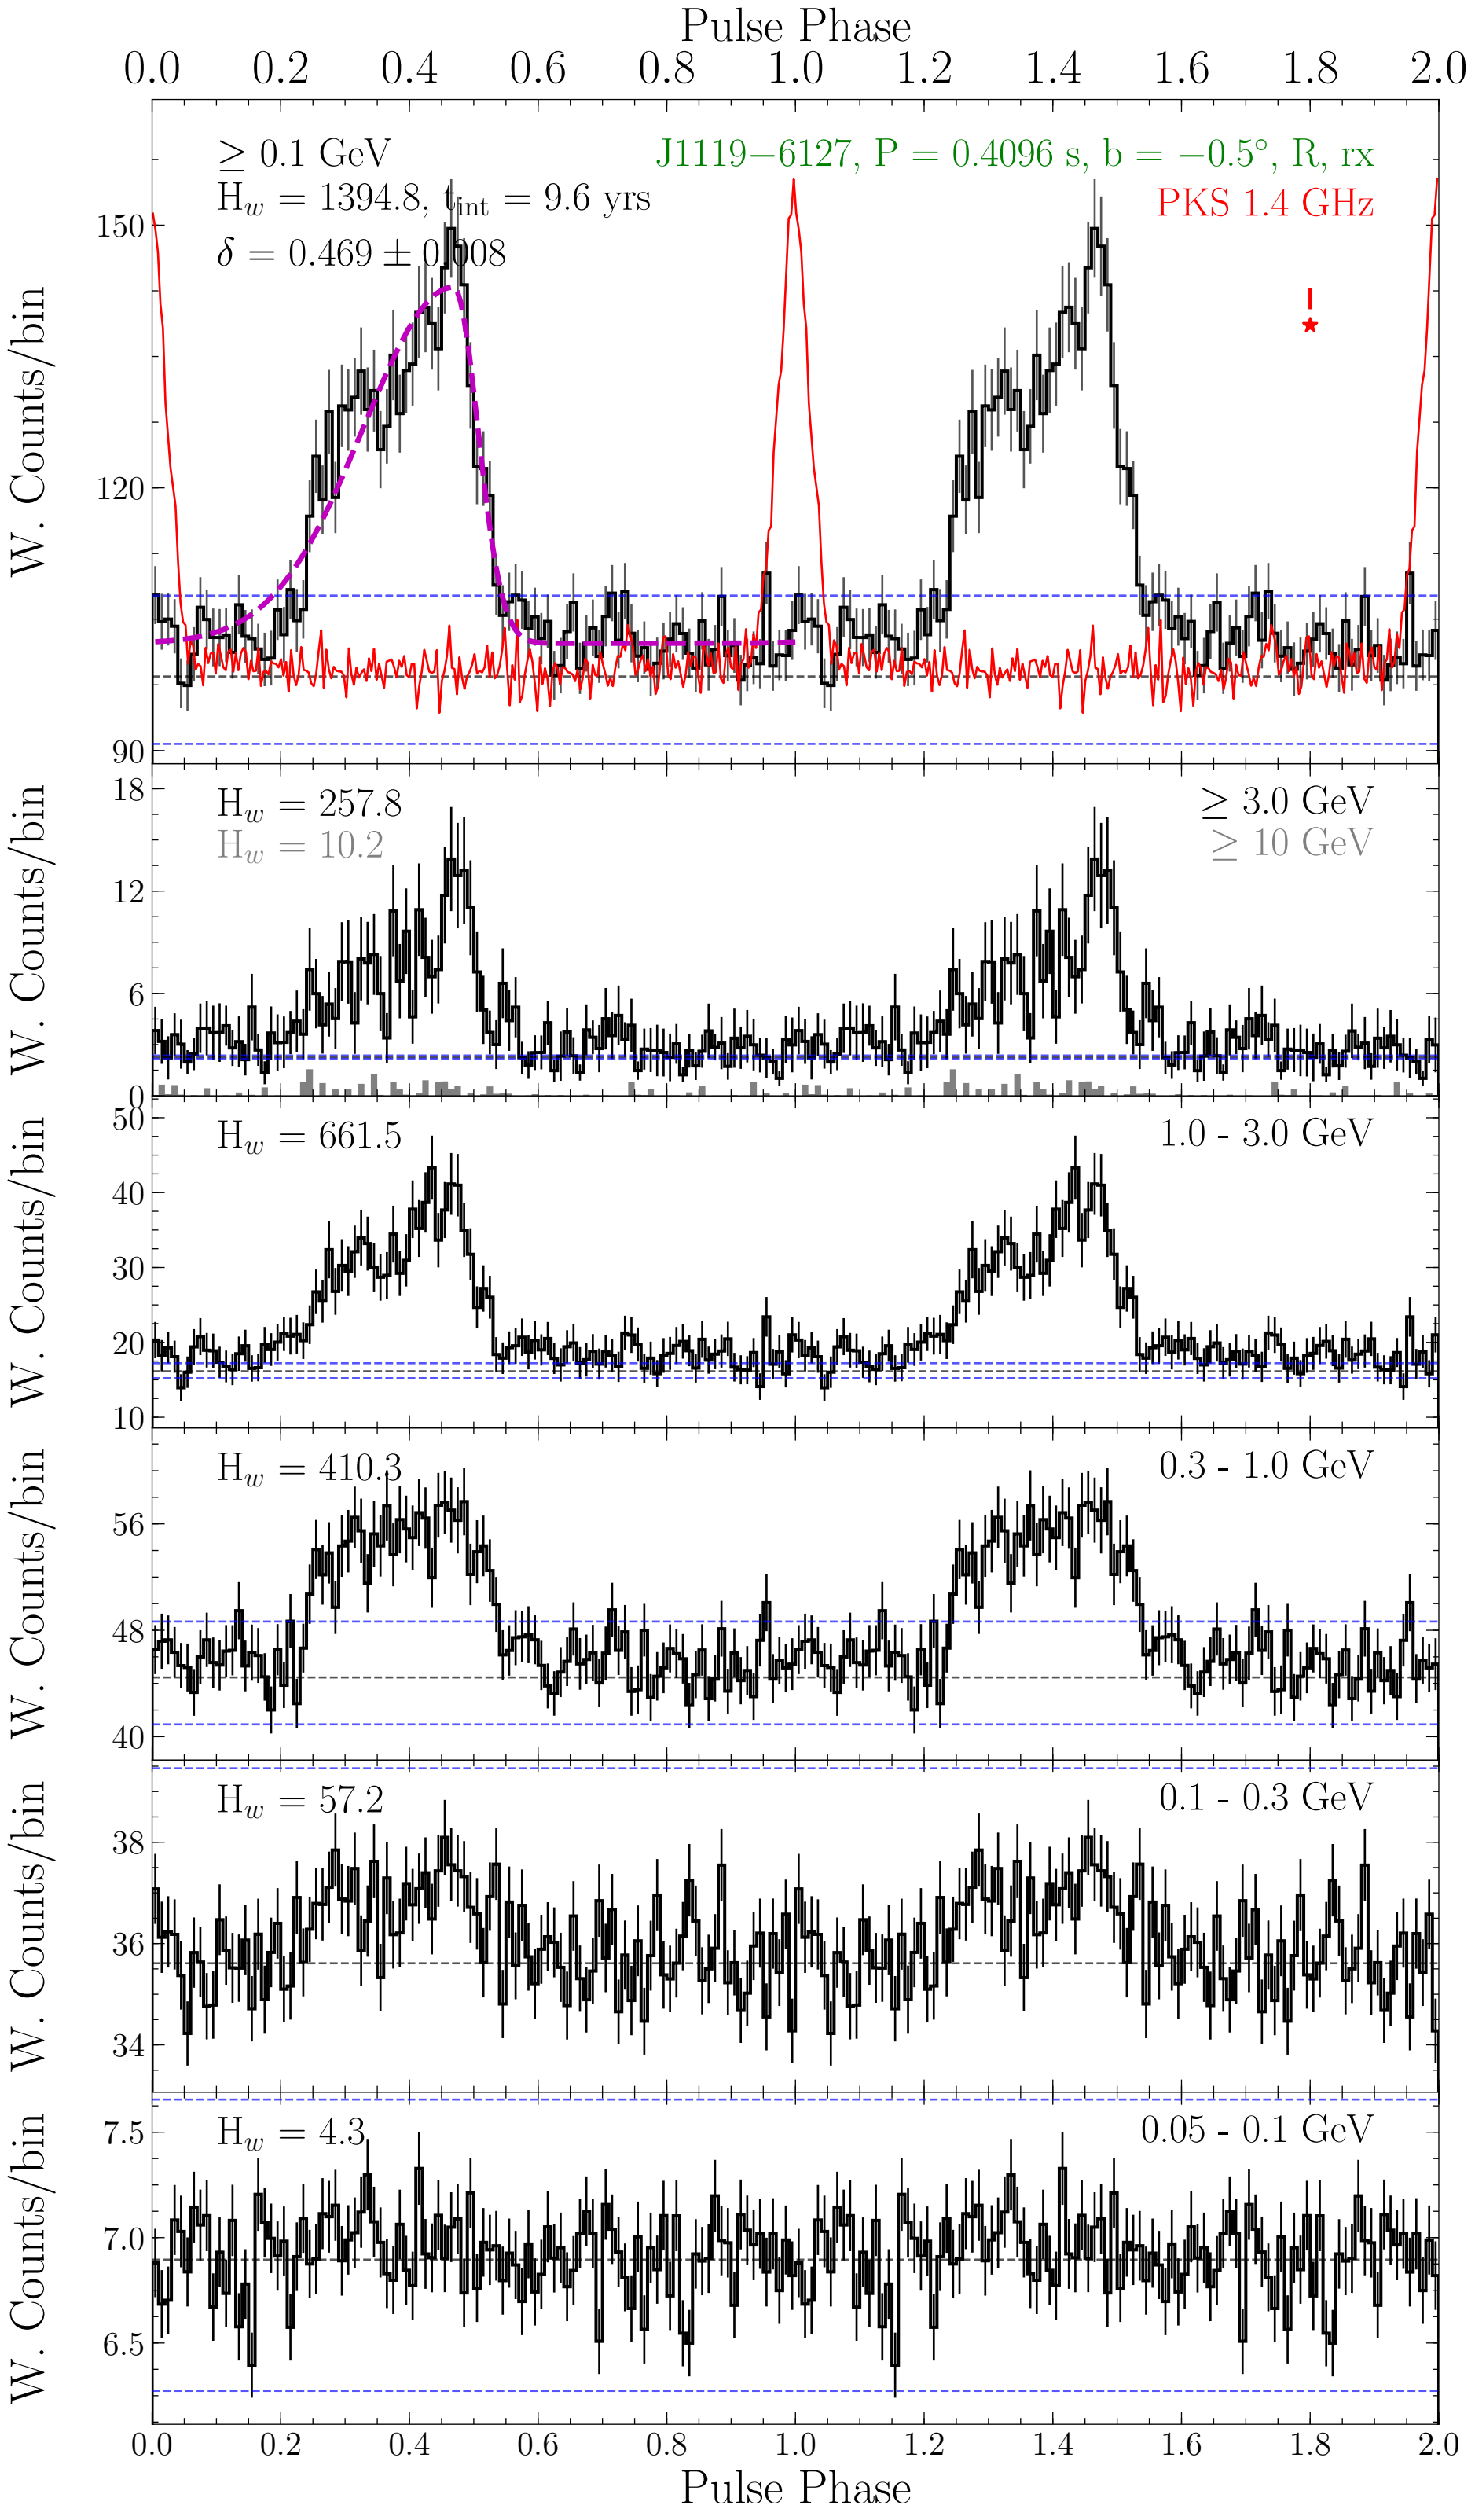 Pulse Phase
0.0 0.2 0.4 0.6 0.8 1.0 1.2 1.4 1.6 1.8 2.0
≥ 0.1 GeV
J1119−6127, P = 0.4096 s, b = −0.5°, R, rx
H_w = 1394.8, t_int = 9.6 yrs
PKS 1.4 GHz
δ = 0.469 ± 0.008
W. Counts/bin
150
120
90
H_w = 257.8
≥ 3.0 GeV
H_w = 10.2
≥ 10 GeV
W. Counts/bin
18
12
6
0
H_w = 661.5
1.0 - 3.0 GeV
W. Counts/bin
50
40
30
20
10
H_w = 410.3
0.3 - 1.0 GeV
W. Counts/bin
56
48
40
H_w = 57.2
0.1 - 0.3 GeV
W. Counts/bin
38
36
34
H_w = 4.3
0.05 - 0.1 GeV
W. Counts/bin
7.5
7.0
6.5
0.0 0.2 0.4 0.6 0.8 1.0 1.2 1.4 1.6 1.8 2.0
Pulse Phase